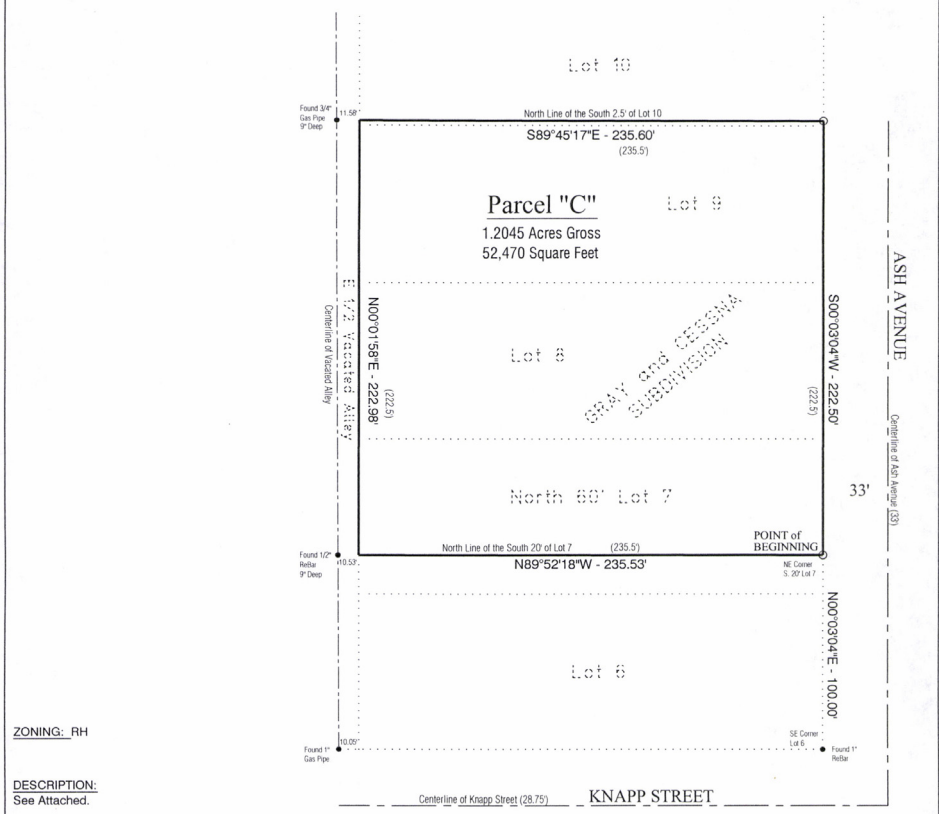 Lot 10
Found 3/4"
Gas Pipe
9" Deep
11.58'
North Line of the South 2.5' of Lot 10
S89°45'17"E - 235.60'
(235.5')
Parcel "C"
1.2045 Acres Gross
52,470 Square Feet
Lot 9
ASH AVENUE
Centerline of Ash Avenue (33')
33'
Centerline of Vacated Alley
E 1/2 Vacated Alley
N00°01'58"E - 222.98'
(222.5')
Lot 8
GRAY and CESSNA
SUBDIVISION
(222.5')
S00°03'04"W - 222.50'
North 60' Lot 7
POINT of
BEGINNING
North Line of the South 20' of Lot 7
(235.5')
N89°52'18"W - 235.53'
Found 1/2"
ReBar
9" Deep
10.53'
NE Corner
S. 20' Lot 7
N00°03'04"E - 100.00'
Lot 6
SE Corner
Lot 6
Found 1"
ReBar
10.05'
Found 1"
Gas Pipe
ZONING: RH
DESCRIPTION:
See Attached.
Centerline of Knapp Street (28.75')
KNAPP STREET